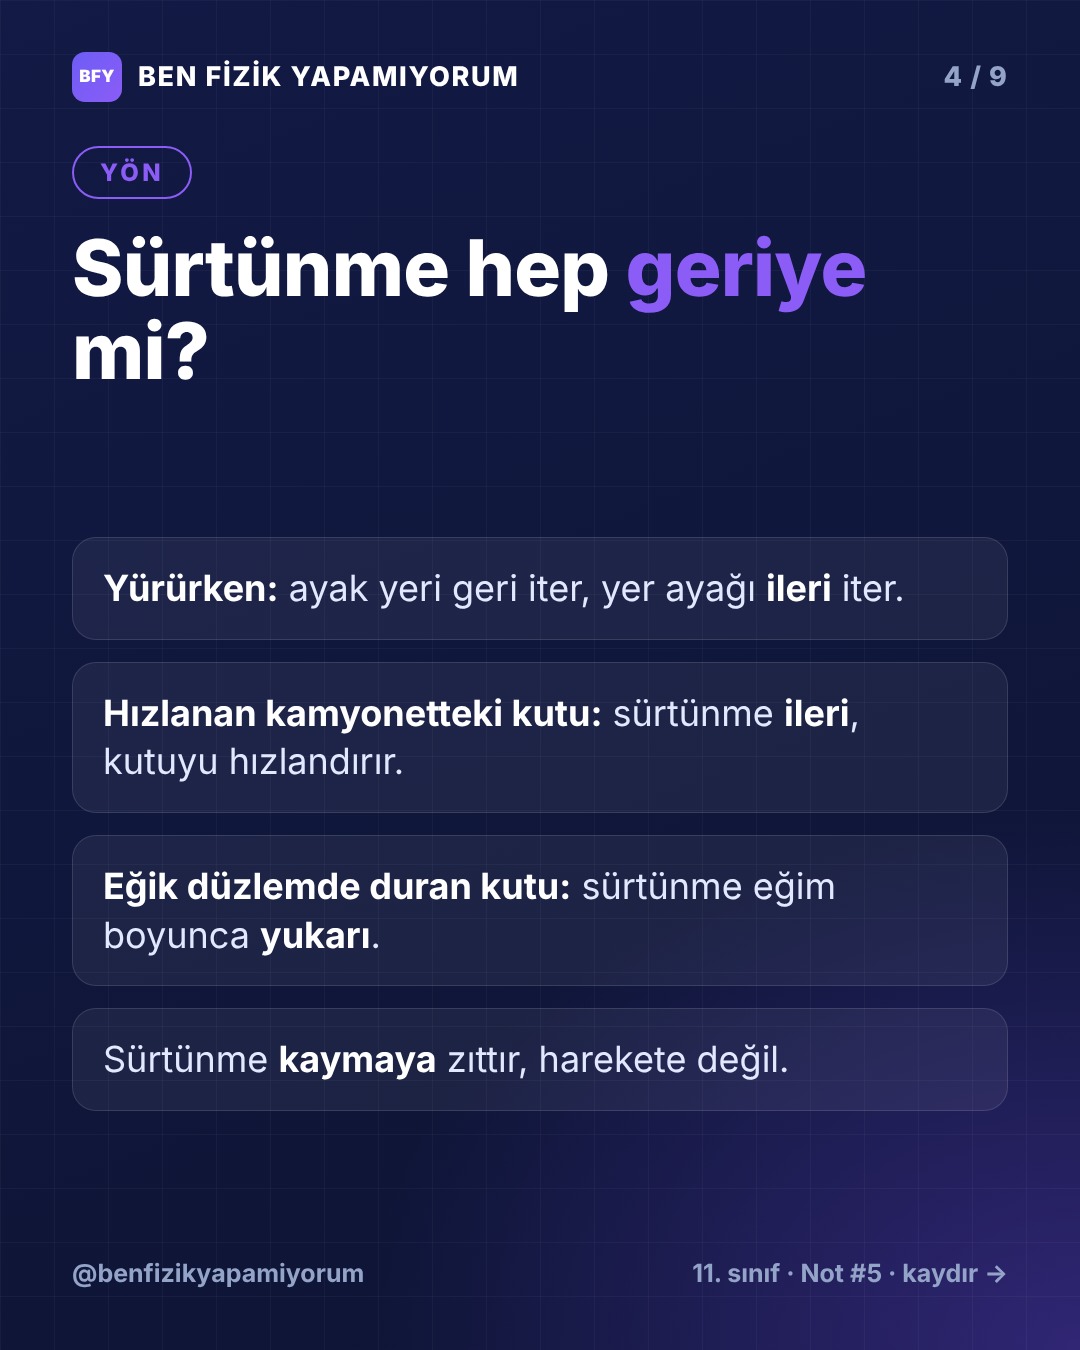 BFY BEN FİZİK YAPAMIYORUM 4 / 9
YÖN
Sürtünme hep geriye
mi?
Yürürken: ayak yeri geri iter, yer ayağı ileri iter.
Hızlanan kamyonetteki kutu: sürtünme ileri,
kutuyu hızlandırır.
Eğik düzlemde duran kutu: sürtünme eğim
boyunca yukarı.
Sürtünme kaymaya zıttır, harekete değil.
@benfizikyapamiyorum 11. sınıf · Not #5 · kaydır →